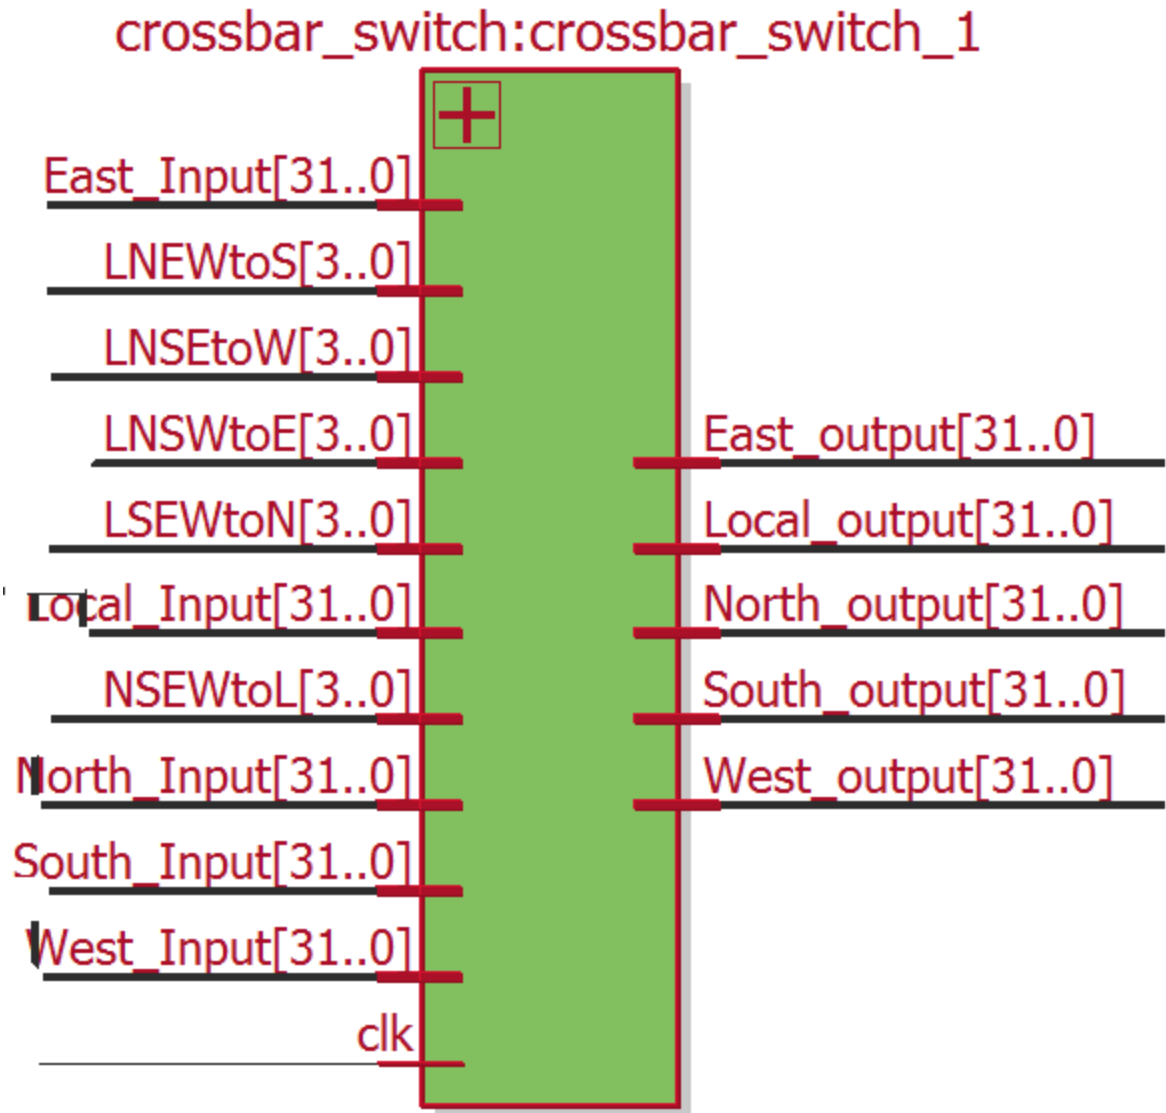 crossbar_switch:crossbar_switch_1
East_Input[31..0]
LNEWtoS[3..0]
LNSEtoW[3..0]
LNSWtoE[3..0]
LSEWtoN[3..0]
Local_Input[31..0]
NSEWtoL[3..0]
North_Input[31..0]
South_Input[31..0]
West_Input[31..0]
clk
East_output[31..0]
Local_output[31..0]
North_output[31..0]
South_output[31..0]
West_output[31..0]